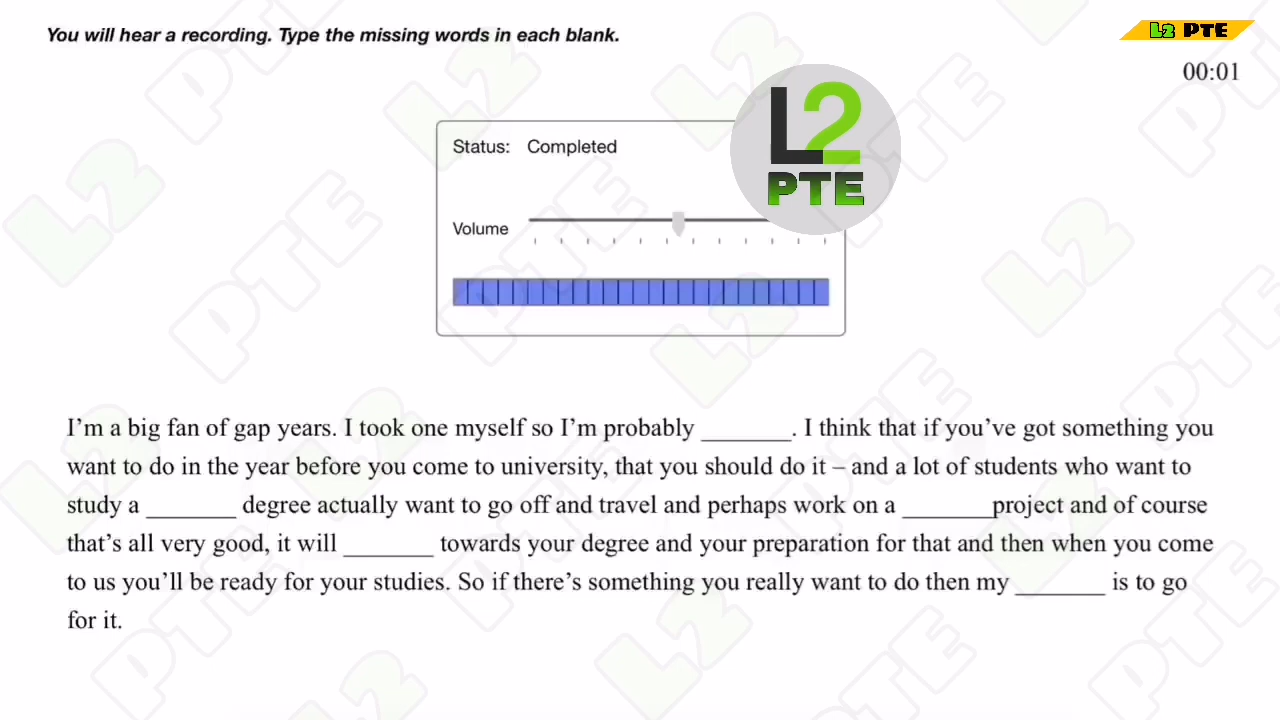 You will hear a recording. Type the missing words in each blank.
L2 PTE
00:01
L2
PTE
Status: Completed
Volume
I'm a big fan of gap years. I took one myself so I'm probably _______. I think that if you've got something you
want to do in the year before you come to university, that you should do it – and a lot of students who want to
study a _______ degree actually want to go off and travel and perhaps work on a _______project and of course
that's all very good, it will _______ towards your degree and your preparation for that and then when you come
to us you'll be ready for your studies. So if there's something you really want to do then my _______ is to go
for it.